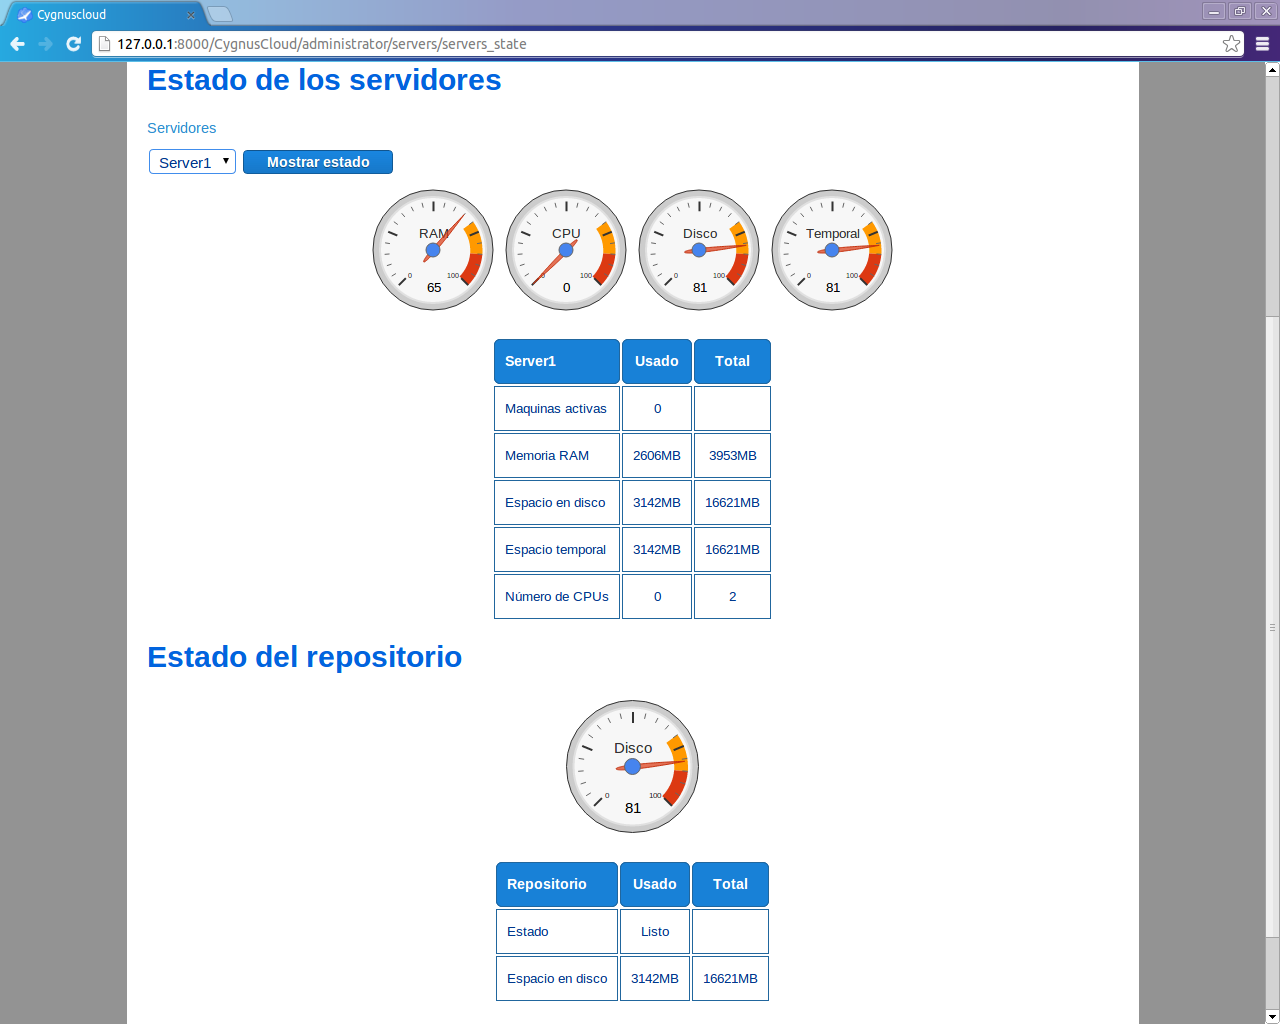 Cygnuscloud
127.0.0.1:8000/CygnusCloud/administrator/servers/servers_state
Estado de los servidores
Servidores
Server1 Mostrar estado
RAM CPU Disco Temporal
0 100 0 100 0 100 0 100
65 0 81 81
Server1 Usado Total
Maquinas activas 0
Memoria RAM 2606MB 3953MB
Espacio en disco 3142MB 16621MB
Espacio temporal 3142MB 16621MB
Número de CPUs 0 2
Estado del repositorio
Disco
0 100
81
Repositorio Usado Total
Estado Listo
Espacio en disco 3142MB 16621MB